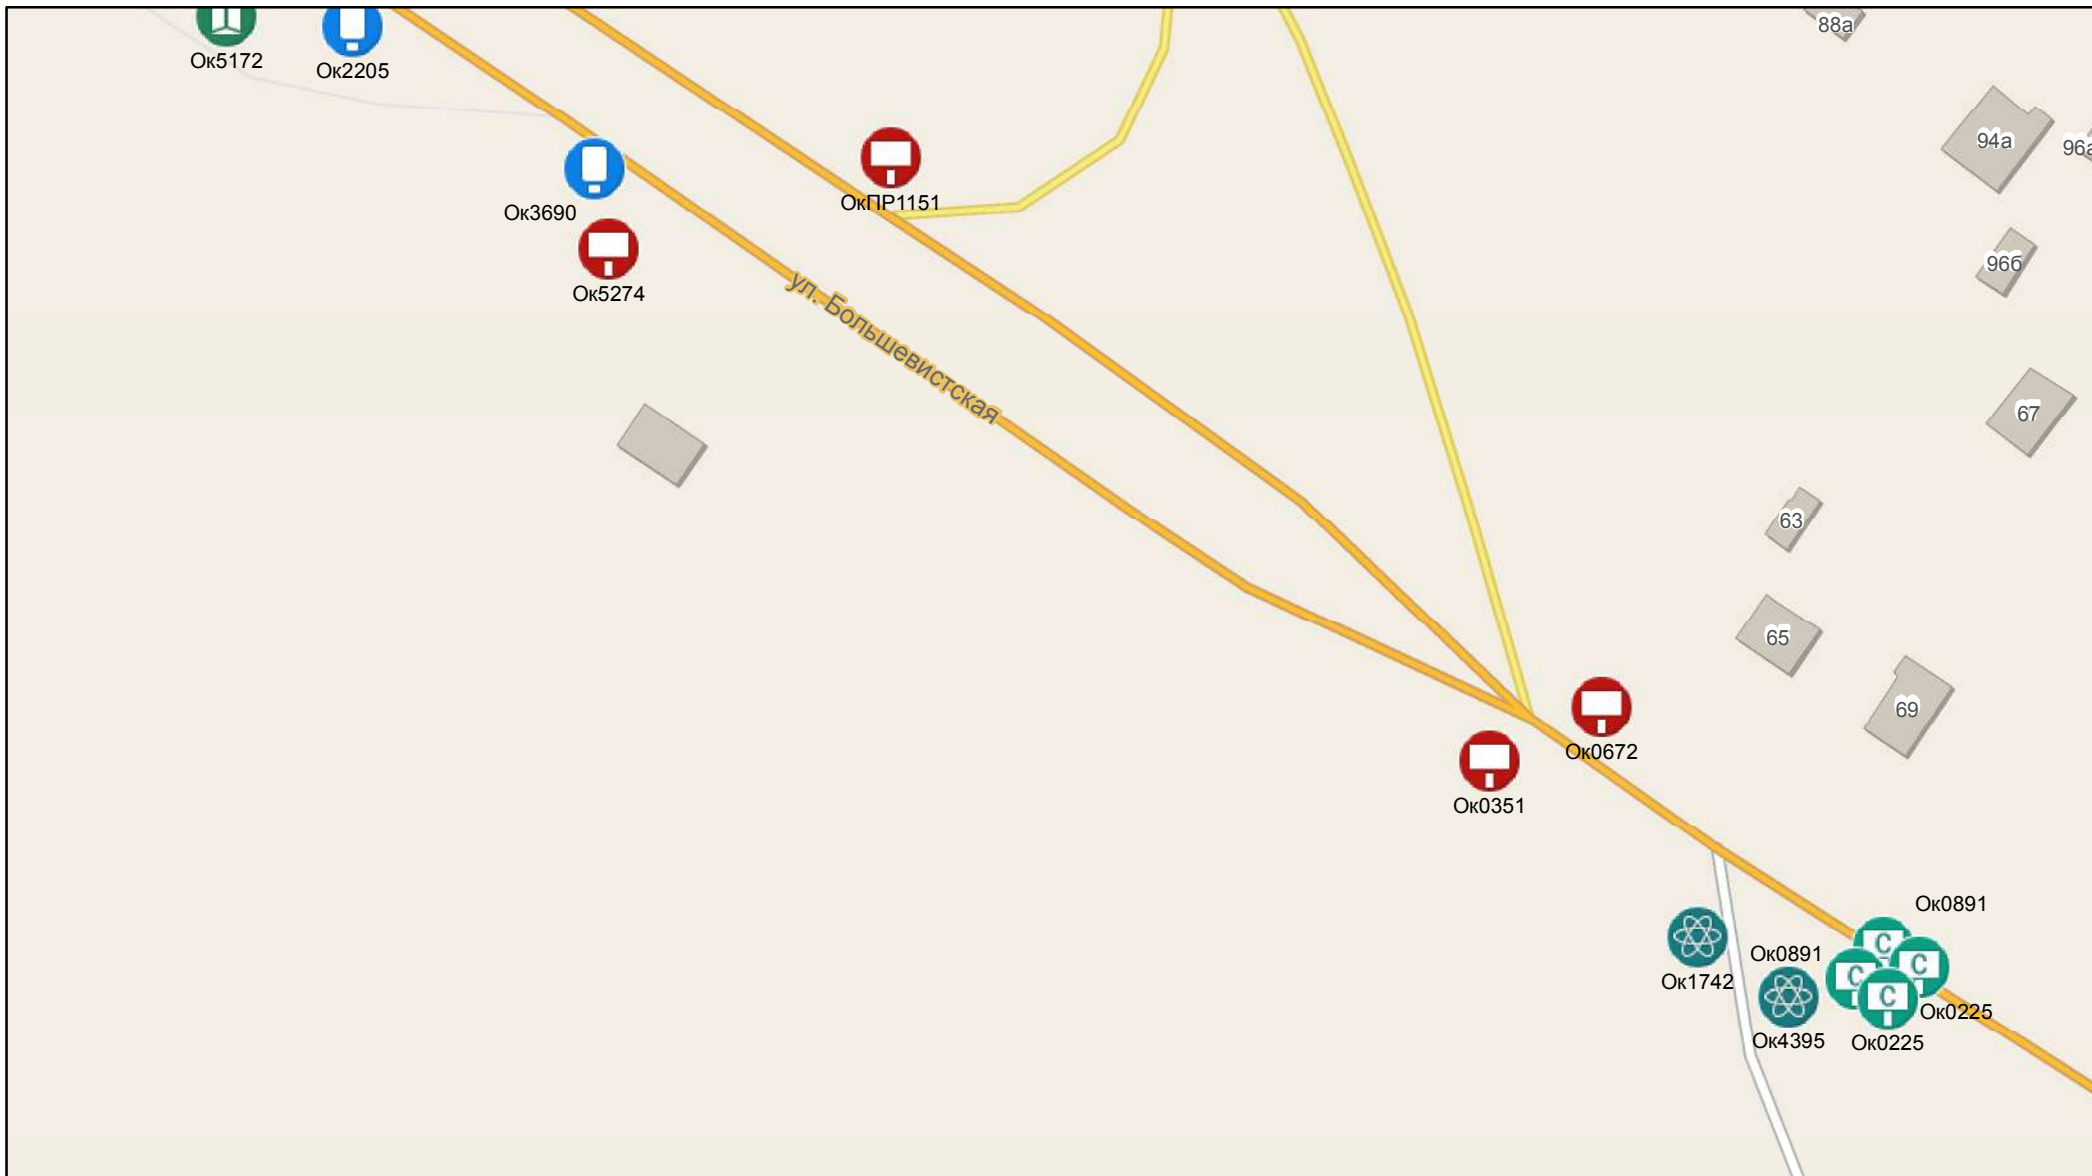 Ок5172
Ок2205
88а
94а
96а
ОкПР1151
Ок3690
Ок5274
96б
ул. Большевистская
67
63
65
69
Ок0672
Ок0351
Ок0891
C
Ок0891
C
C
C
Ок1742
Ок0225
Ок4395
Ок0225